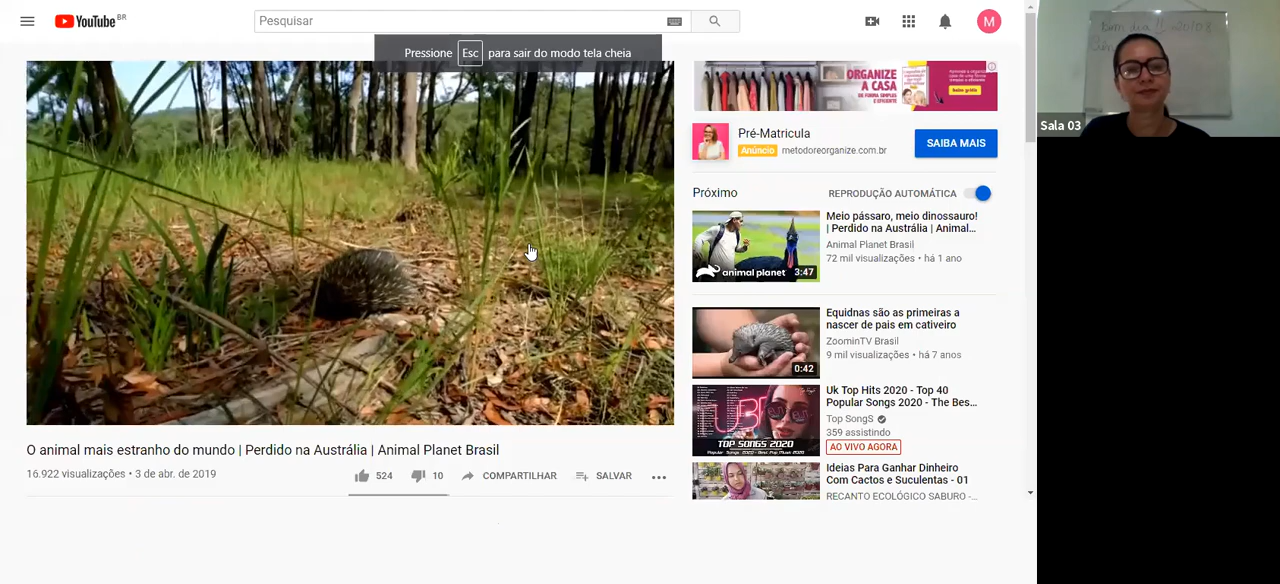 YouTube BR
Pesquisar
M
Pressione Esc para sair do modo tela cheia
ORGANIZE
A CASA
Pré-Matricula
Anúncio metodoreorganize.com.br
SAIBA MAIS
Próximo
REPRODUÇÃO AUTOMÁTICA
Meio pássaro, meio dinossauro!
| Perdido na Austrália | Animal...
Animal Planet Brasil
72 mil visualizações • há 1 ano
animal planet
3:47
Equidnas são as primeiras a
nascer de pais em cativeiro
ZoominTV Brasil
9 mil visualizações • há 7 anos
0:42
Uk Top Hits 2020 - Top 40
Popular Songs 2020 - The Bes...
Top SongS
359 assistindo
AO VIVO AGORA
TOP SONGS 2020
Ideias Para Ganhar Dinheiro
Com Cactos e Suculentas - 01
RECANTO ECOLÓGICO SABURO -...
O animal mais estranho do mundo | Perdido na Austrália | Animal Planet Brasil
16.922 visualizações • 3 de abr. de 2019
524
10
COMPARTILHAR
SALVAR
Bom dia !!
Sala 03